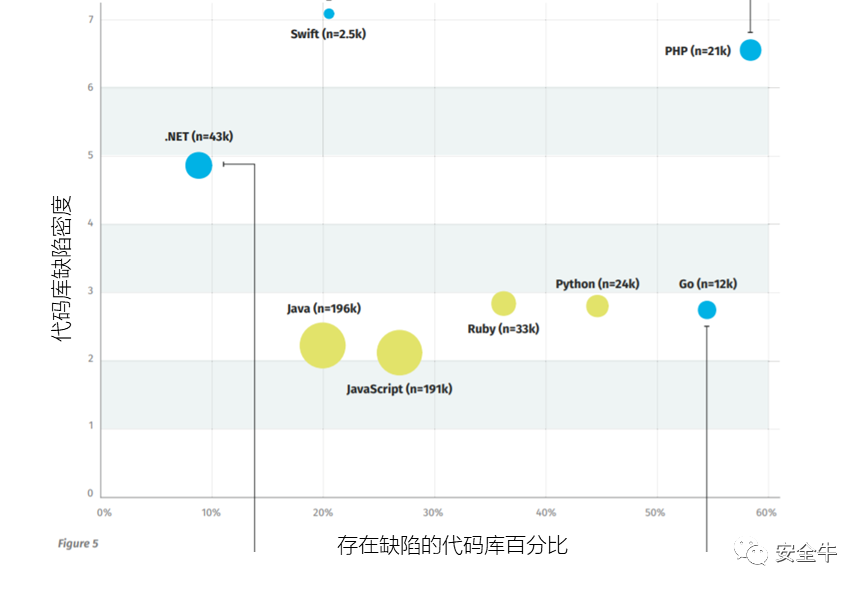 7
Swift (n=2.5k)
PHP (n=21k)
6
.NET (n=43k)
5
代码库缺陷密度
4
3
Python (n=24k)
Go (n=12k)
Java (n=196k)
Ruby (n=33k)
2
JavaScript (n=191k)
1
0
0%
10%
20%
30%
40%
50%
60%
Figure 5
存在缺陷的代码库百分比
安全牛